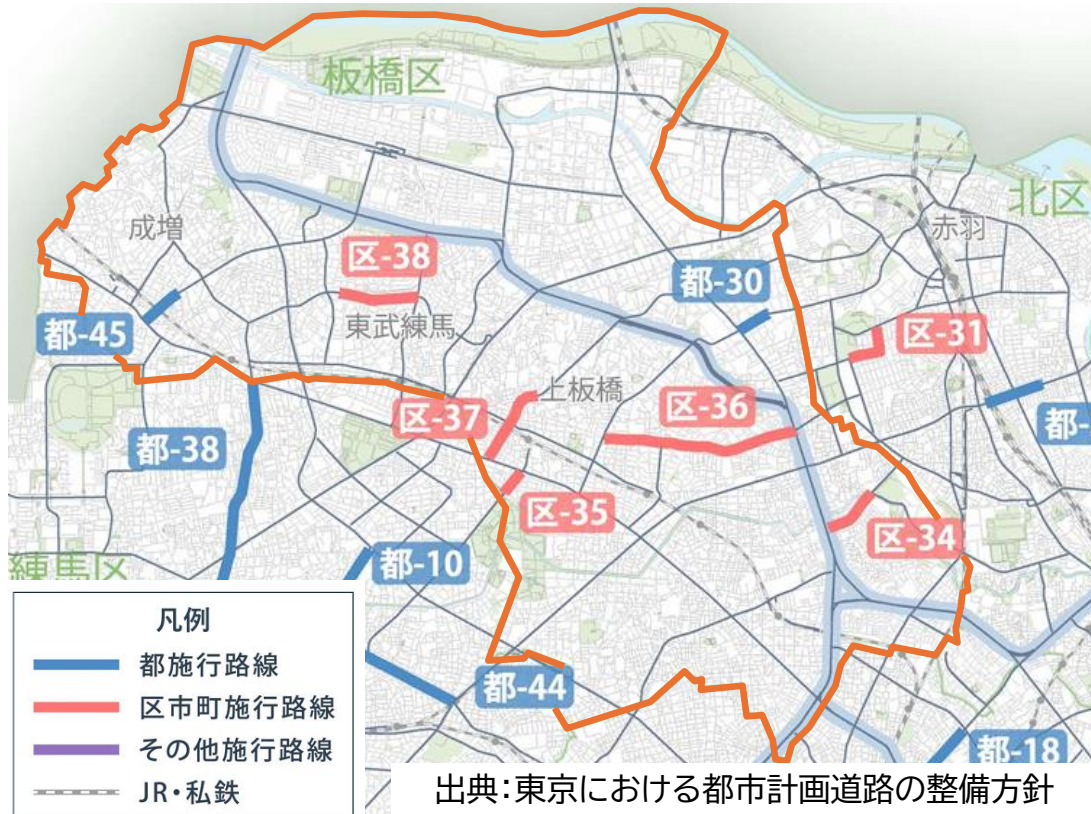 板橋区
北区
成増
赤羽
区-38
都-30
都-45
東武練馬
区-31
区-37
上板橋
区-36
都-
都-38
区-35
区-34
練馬区
都-10
都-44
都-18
凡例
都施行路線
区市町施行路線
その他施行路線
JR・私鉄
出典:東京における都市計画道路の整備方針